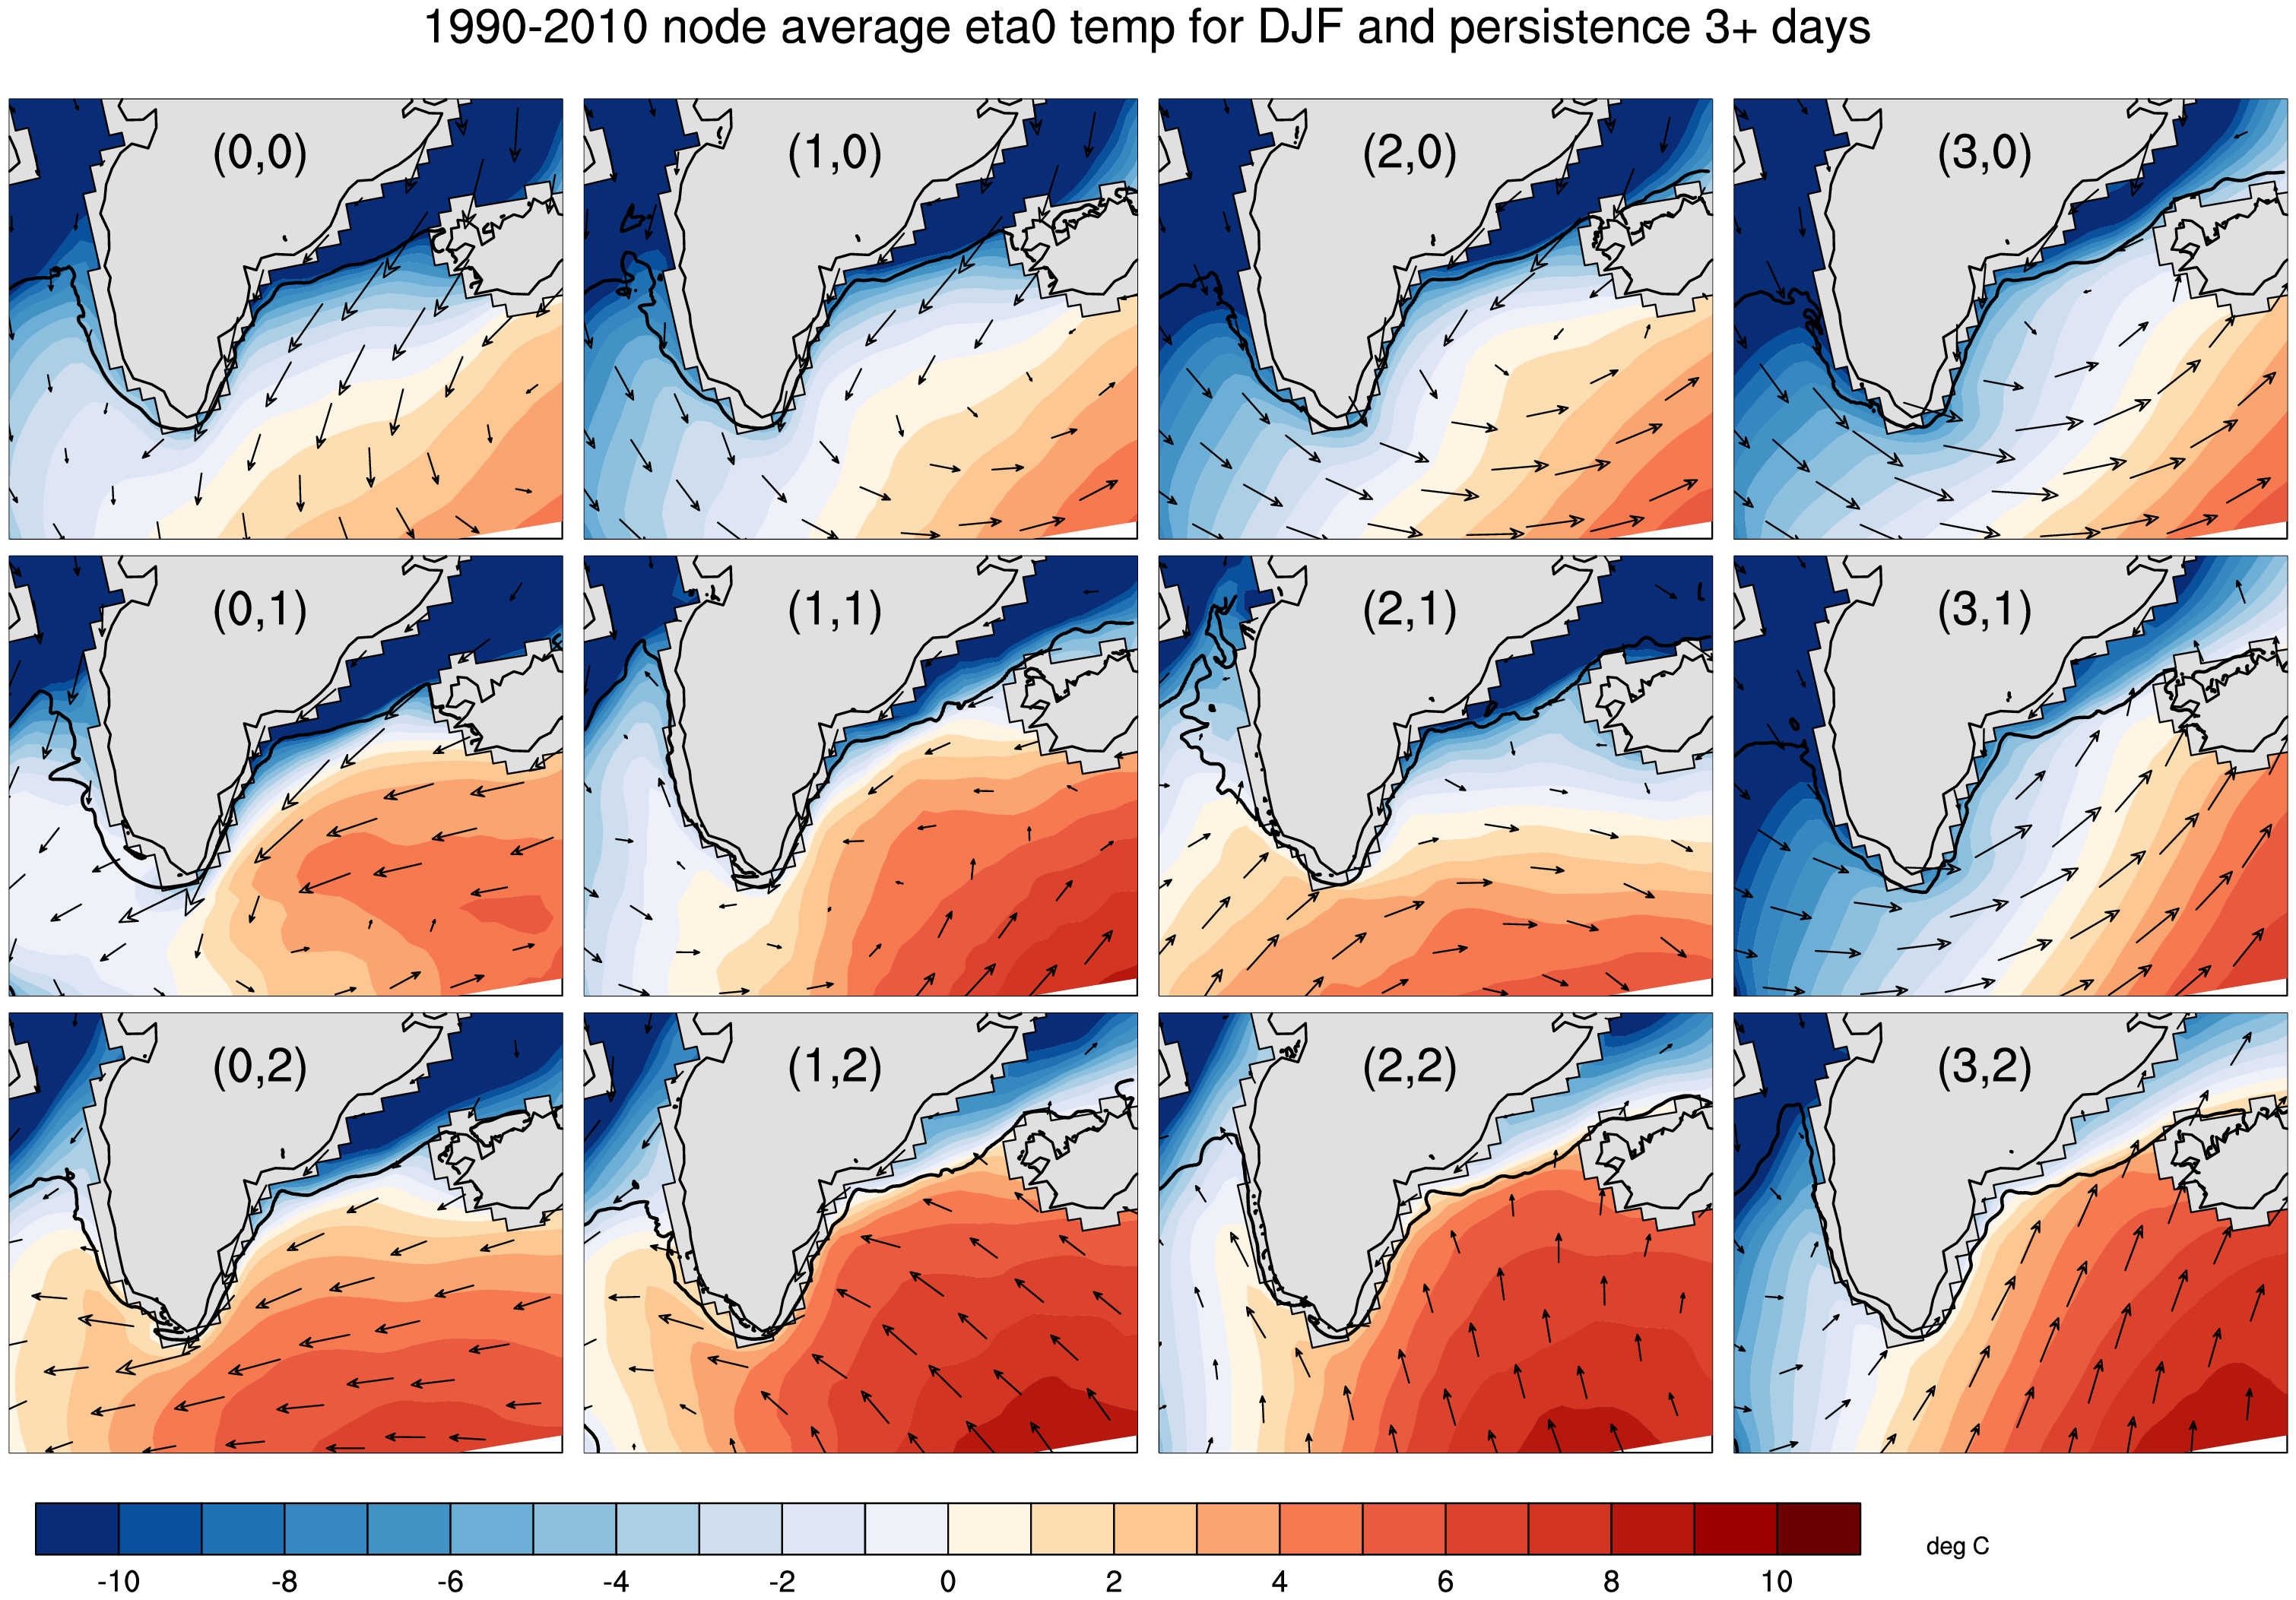 1990-2010 node average eta0 temp for DJF and persistence 3+ days
(0,0) (1,0) (2,0) (3,0)
(0,1) (1,1) (2,1) (3,1)
(0,2) (1,2) (2,2) (3,2)
deg C
-10 -8 -6 -4 -2 0 2 4 6 8 10